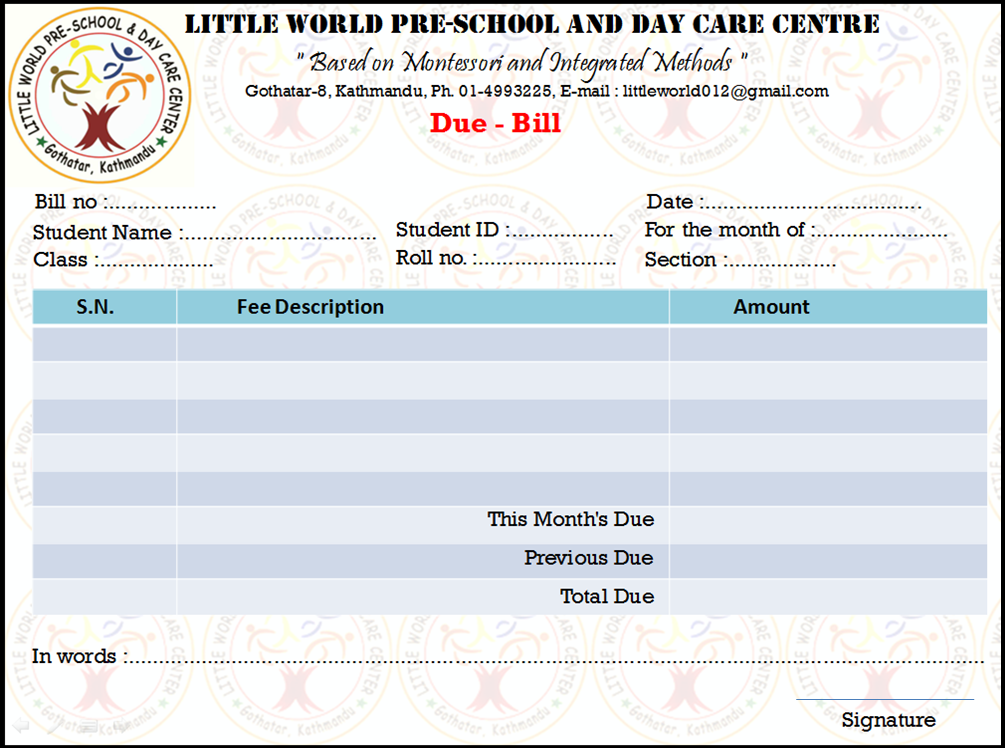 LITTLE WORLD PRE-SCHOOL AND DAY CARE CENTRE
" Based on Montessori and Integrated Methods "
Gothatar-8, Kathmandu, Ph. 01-4993225, E-mail : littleworld012@gmail.com
LITTLE WORLD PRE-SCHOOL & DAY CARE CENTER
Gothatar, Kathmandu
Due - Bill
Bill no :.................. Date :....................................
Student Name :................................ Student ID :................. For the month of :......................
Class :................... Roll no. :....................... Section :..................
S.N. Fee Description Amount
This Month's Due
Previous Due
Total Due
In words :..............................................................................................................................................
Signature